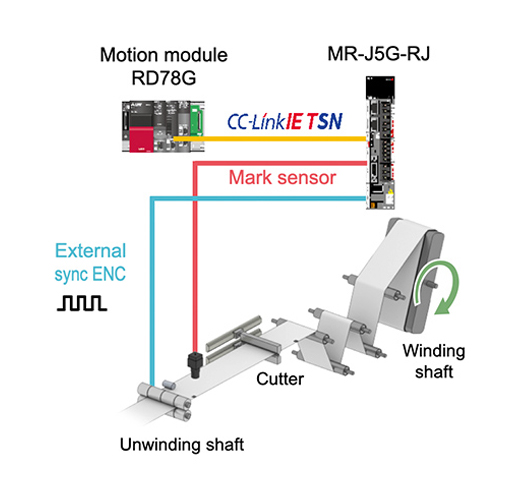 Motion module
RD78G
MR-J5G-RJ
CC-Link IE TSN
Mark sensor
External
sync ENC
Cutter
Winding
shaft
Unwinding shaft